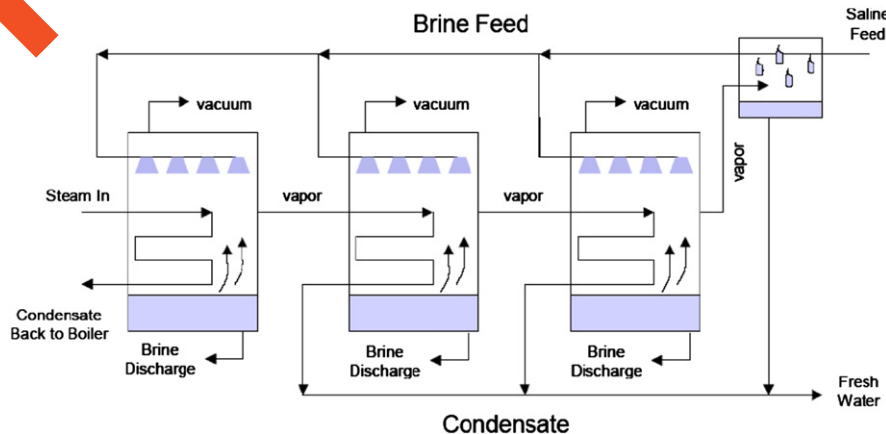 Brine Feed
Saline
Feed
vacuum
vacuum
vacuum
Steam In
vapor
vapor
vapor
Condensate
Back to Boiler
Brine
Discharge
Brine
Discharge
Brine
Discharge
Fresh
Water
Condensate